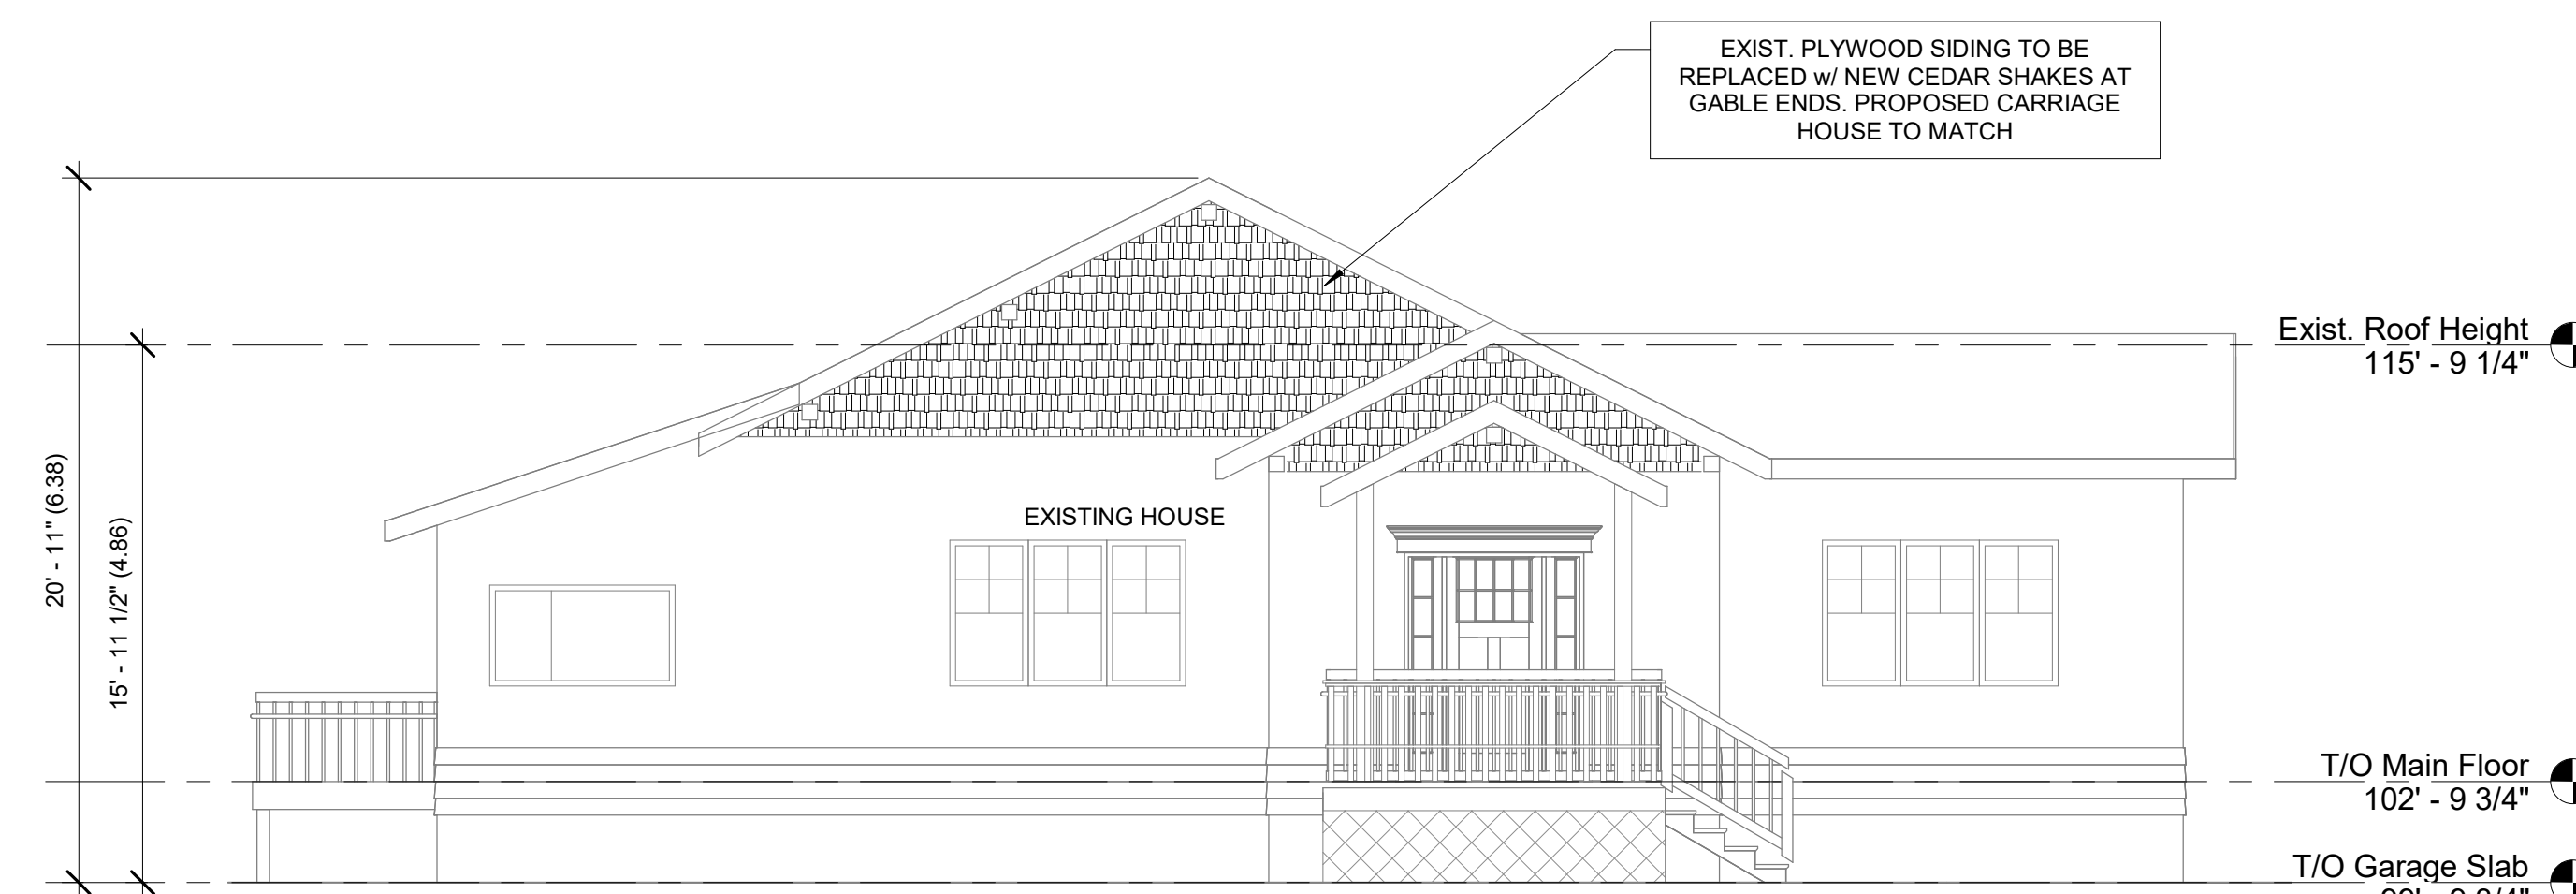 EXIST. PLYWOOD SIDING TO BE
REPLACED w/ NEW CEDAR SHAKES AT
GABLE ENDS. PROPOSED CARRIAGE
HOUSE TO MATCH
Exist. Roof Height
115' - 9 1/4"
20' - 11" (6.38)
15' - 11 1/2" (4.86)
EXISTING HOUSE
T/O Main Floor
102' - 9 3/4"
T/O Garage Slab